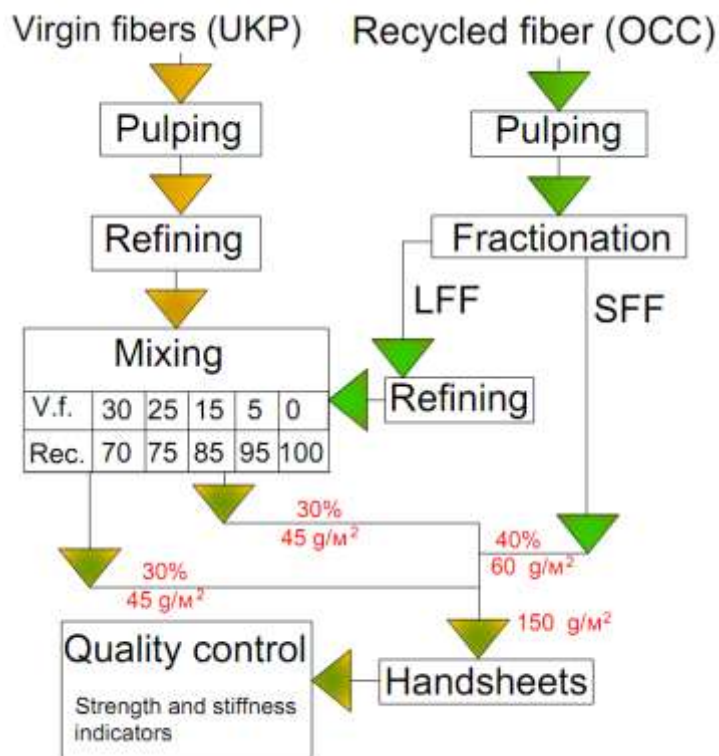 Virgin fibers (UKP)
Recycled fiber (OCC)
Pulping
Pulping
Refining
Fractionation
LFF
SFF
Mixing
V.f. 30 25 15 5 0
Rec. 70 75 85 95 100
Refining
30%
45 g/м²
40%
60 g/м²
30%
45 g/м²
150 g/м²
Quality control
Strength and stiffness
indicators
Handsheets